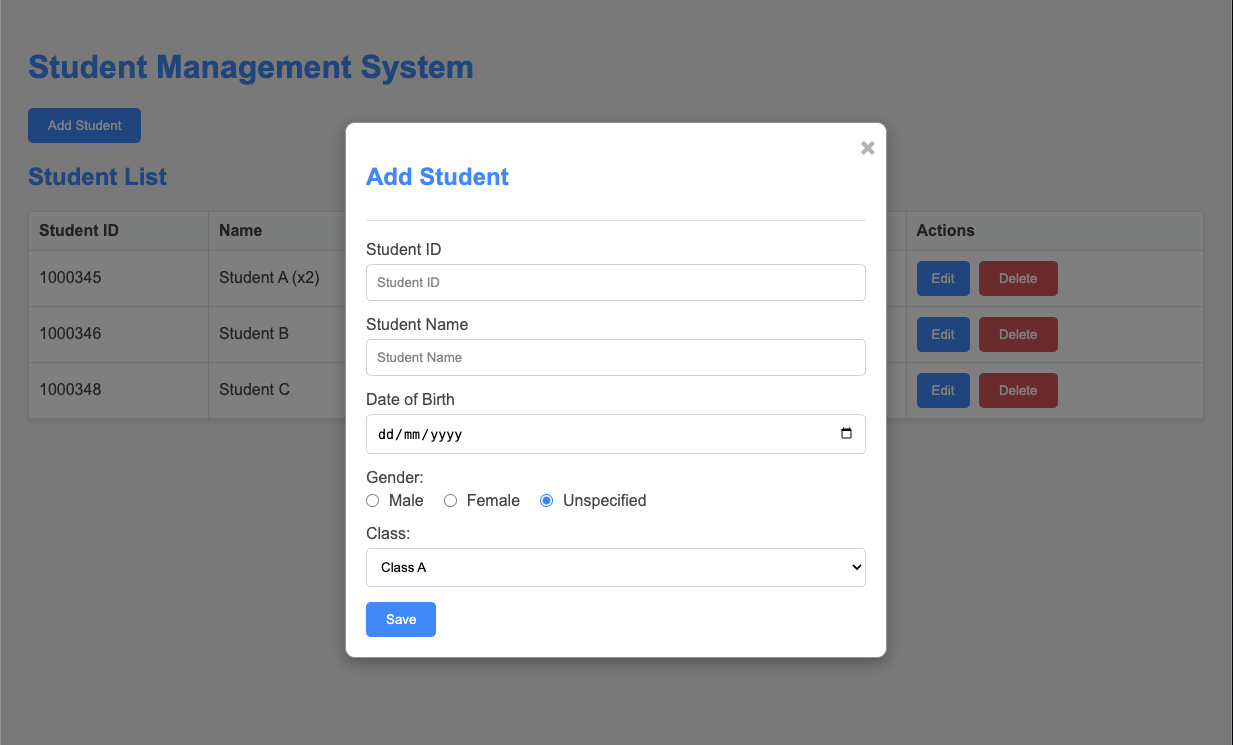 Student Management System
Add Student
Student List
Student ID Name Actions
1000345 Student A (x2) Edit Delete
1000346 Student B Edit Delete
1000348 Student C Edit Delete
✖
Add Student
Student ID
Student ID
Student Name
Student Name
Date of Birth
dd/mm/yyyy
Gender:
Male Female Unspecified
Class:
Class A
Save